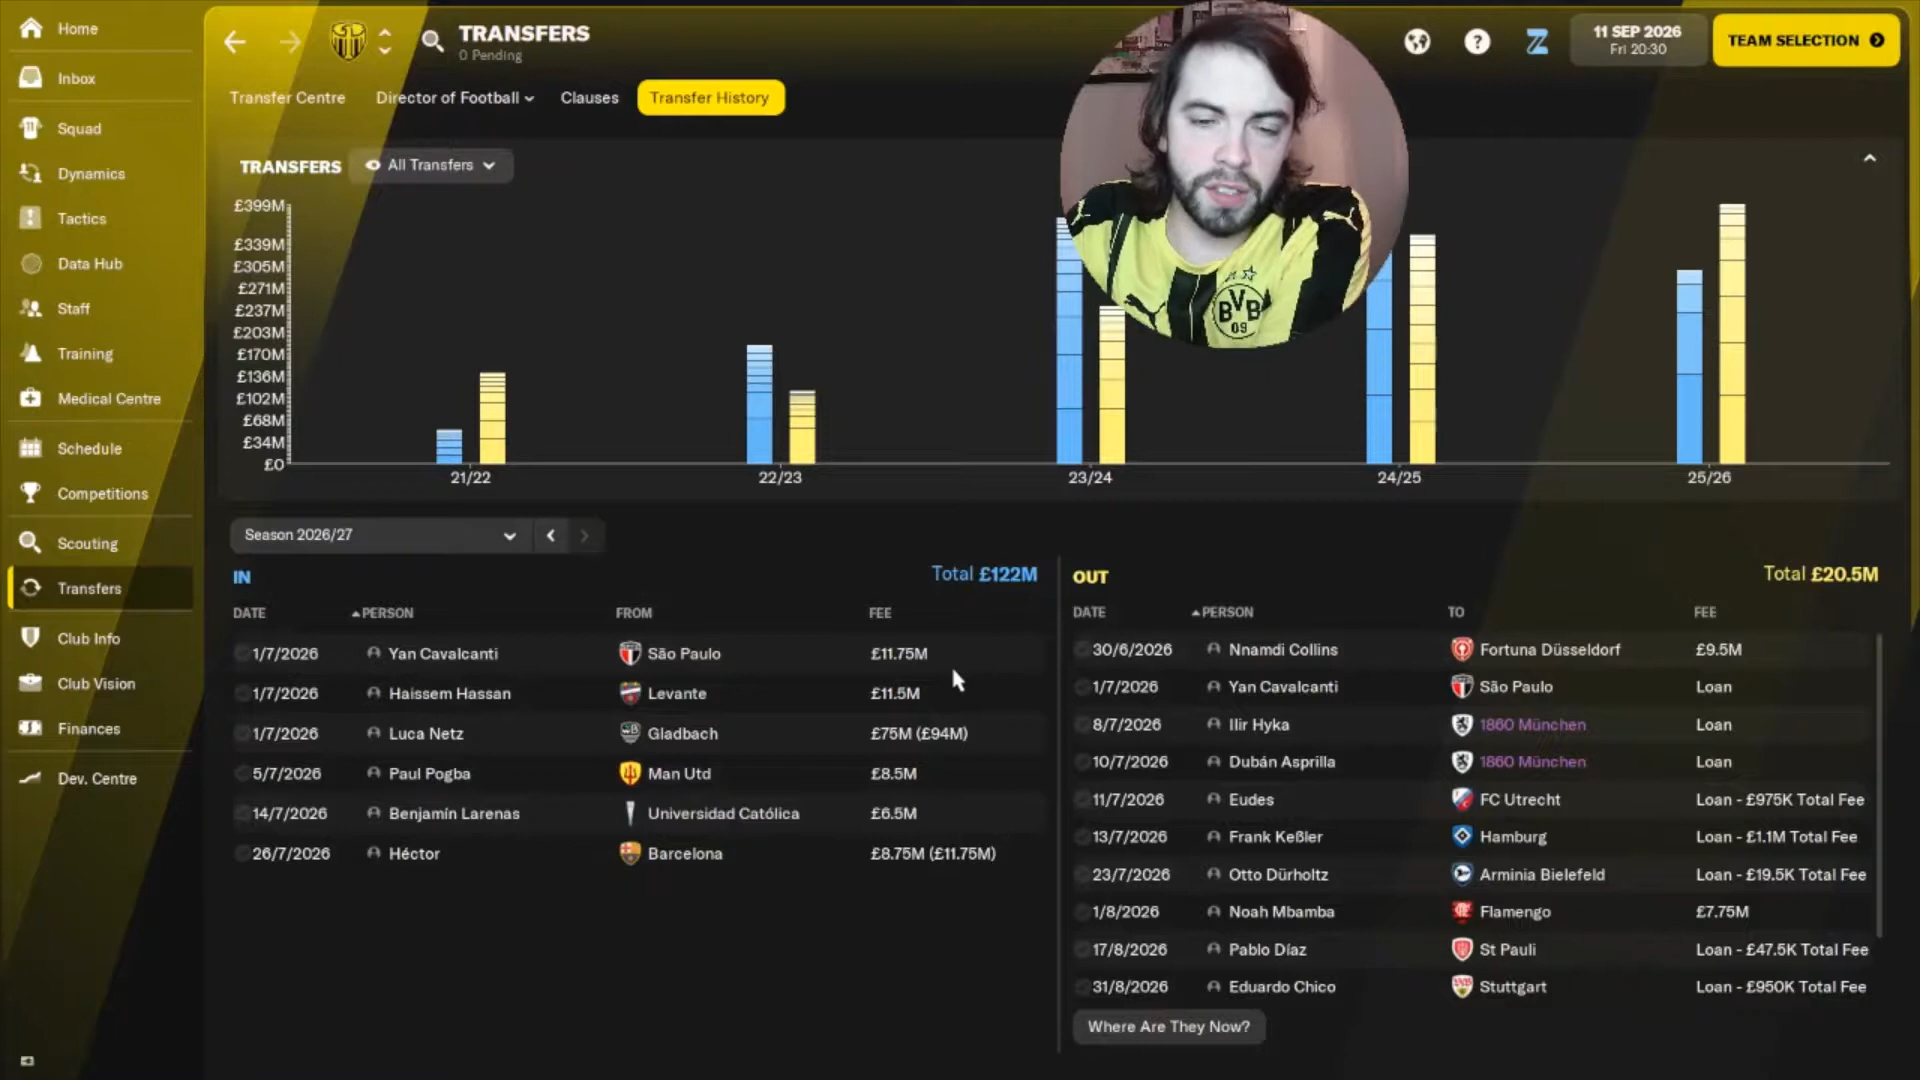 Home
Inbox
Squad
Dynamics
Tactics
Data Hub
Staff
Training
Medical Centre
Schedule
Competitions
Scouting
Transfers
Club Info
Club Vision
Finances
Dev. Centre
TRANSFERS
0 Pending
11 SEP 2026
Fri 20:30
TEAM SELECTION
Transfer Centre Director of Football Clauses Transfer History
TRANSFERS All Transfers
£399M
£339M
£305M
£271M
£237M
£203M
£170M
£136M
£102M
£68M
£34M
£0
21/22 22/23 23/24 24/25 25/26
BVB
09
Season 2026/27
IN Total £122M
DATE PERSON FROM FEE
1/7/2026 Yan Cavalcanti São Paulo £11.75M
1/7/2026 Haissem Hassan Levante £11.5M
1/7/2026 Luca Netz Gladbach £75M (£94M)
5/7/2026 Paul Pogba Man Utd £8.5M
14/7/2026 Benjamín Larenas Universidad Católica £6.5M
26/7/2026 Héctor Barcelona £8.75M (£11.75M)
OUT Total £20.5M
DATE PERSON TO FEE
30/6/2026 Nnamdi Collins Fortuna Düsseldorf £9.5M
1/7/2026 Yan Cavalcanti São Paulo Loan
8/7/2026 Ilir Hyka 1860 München Loan
10/7/2026 Dubán Asprilla 1860 München Loan
11/7/2026 Eudes FC Utrecht Loan - £975K Total Fee
13/7/2026 Frank Keßler Hamburg Loan - £1.1M Total Fee
23/7/2026 Otto Dürholtz Arminia Bielefeld Loan - £19.5K Total Fee
1/8/2026 Noah Mbamba Flamengo £7.75M
17/8/2026 Pablo Díaz St Pauli Loan - £47.5K Total Fee
31/8/2026 Eduardo Chico Stuttgart Loan - £950K Total Fee
Where Are They Now?